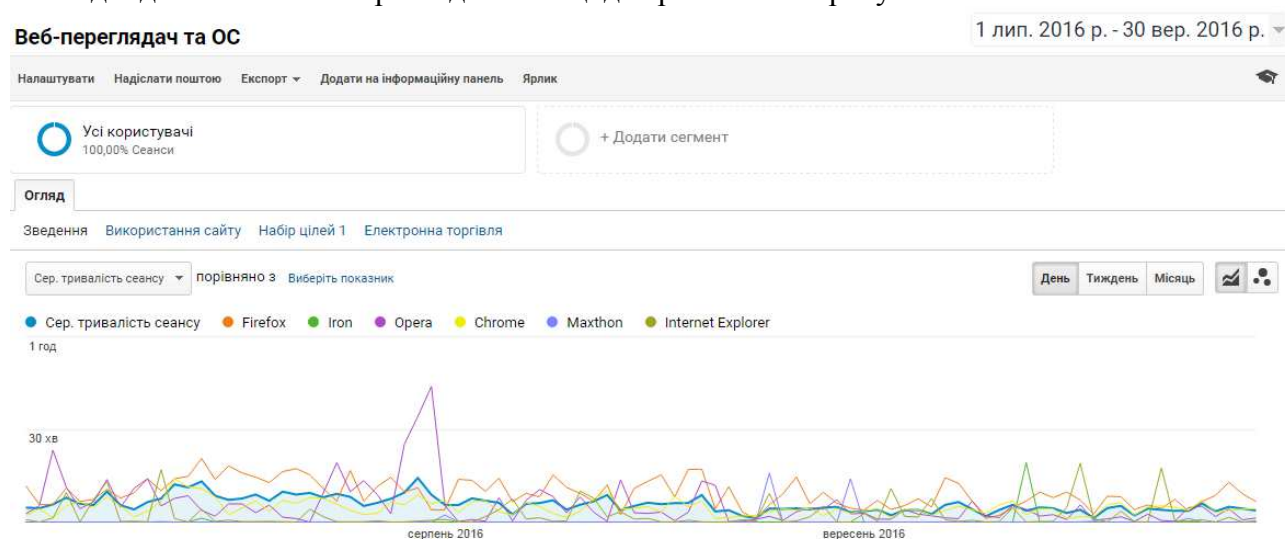 Веб-переглядач та ОС
1 лип. 2016 р. - 30 вер. 2016 р.
Налаштувати Надіслати поштою Експорт Додати на інформаційну панель Ярлик
Усі користувачі
100,00% Сеанси
+ Додати сегмент
Огляд
Зведення Використання сайту Набір цілей 1 Електронна торгівля
Сер. тривалість сеансу порівняно з Виберіть показник
День Тиждень Місяць
Сер. тривалість сеансу Firefox Iron Opera Chrome Maxthon Internet Explorer
1 год
30 хв
серпень 2016 вересень 2016